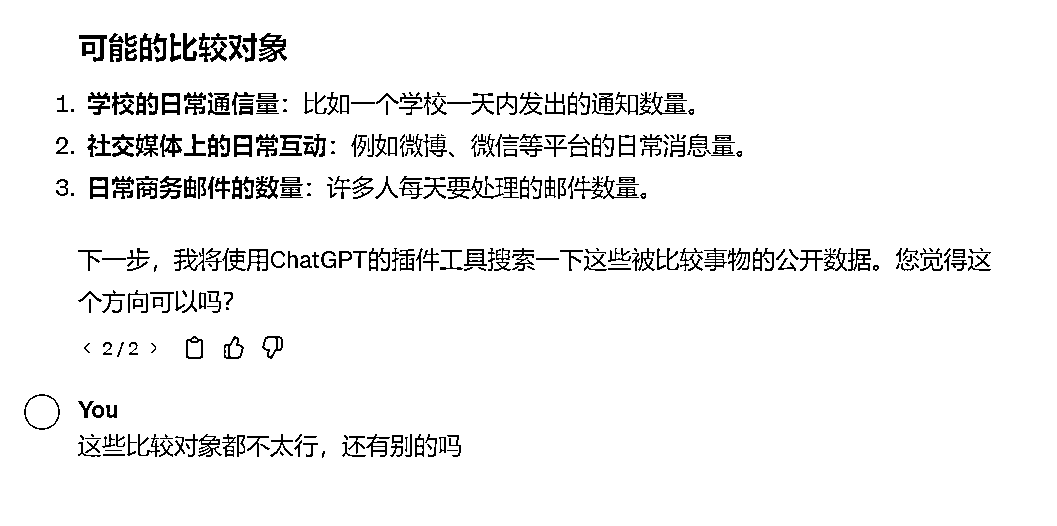 可能的比较对象
1. 学校的日常通信量：比如一个学校一天内发出的通知数量。
2. 社交媒体上的日常互动：例如微博、微信等平台的日常消息量。
3. 日常商务邮件的数量：许多人每天要处理的邮件数量。
下一步，我将使用ChatGPT的插件工具搜索一下这些被比较事物的公开数据。您觉得这
个方向可以吗？
< 2/2 >
You
这些比较对象都不太行，还有别的吗